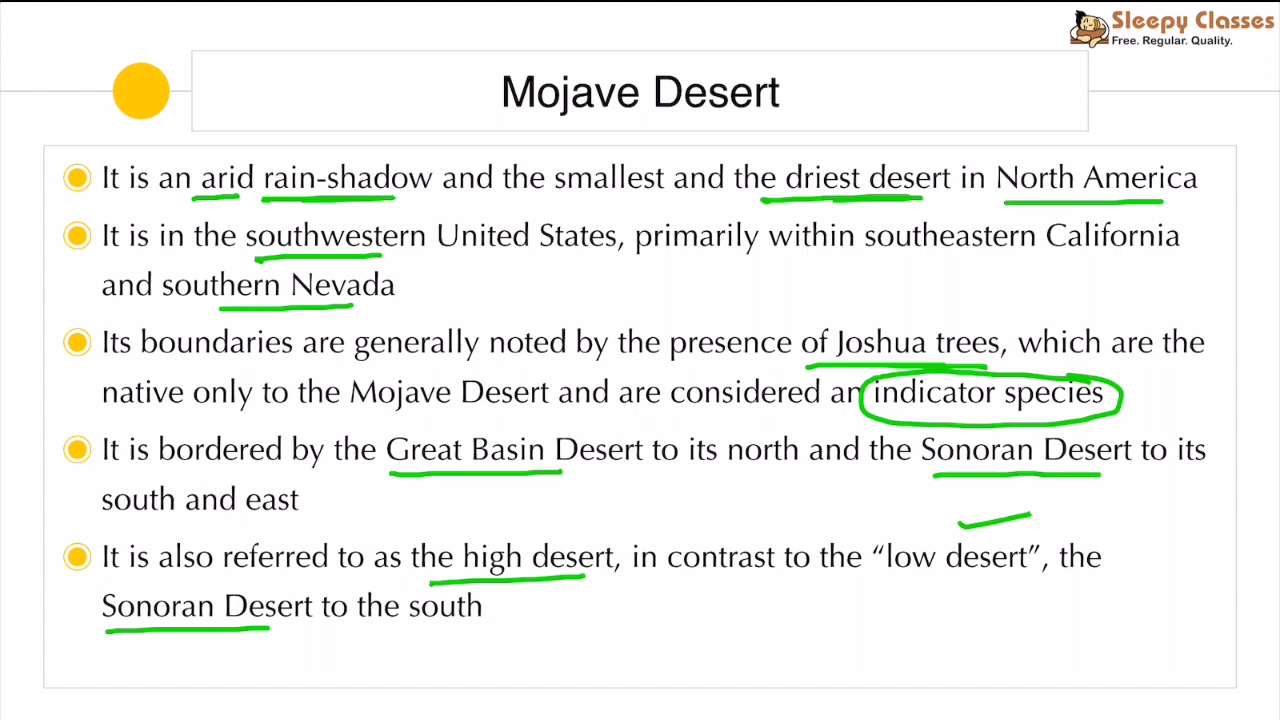 Sleepy Classes
Free. Regular. Quality.
Mojave Desert
It is an arid rain-shadow and the smallest and the driest desert in North America
It is in the southwestern United States, primarily within southeastern California
and southern Nevada
Its boundaries are generally noted by the presence of Joshua trees, which are the
native only to the Mojave Desert and are considered an indicator species
It is bordered by the Great Basin Desert to its north and the Sonoran Desert to its
south and east
It is also referred to as the high desert, in contrast to the “low desert”, the
Sonoran Desert to the south